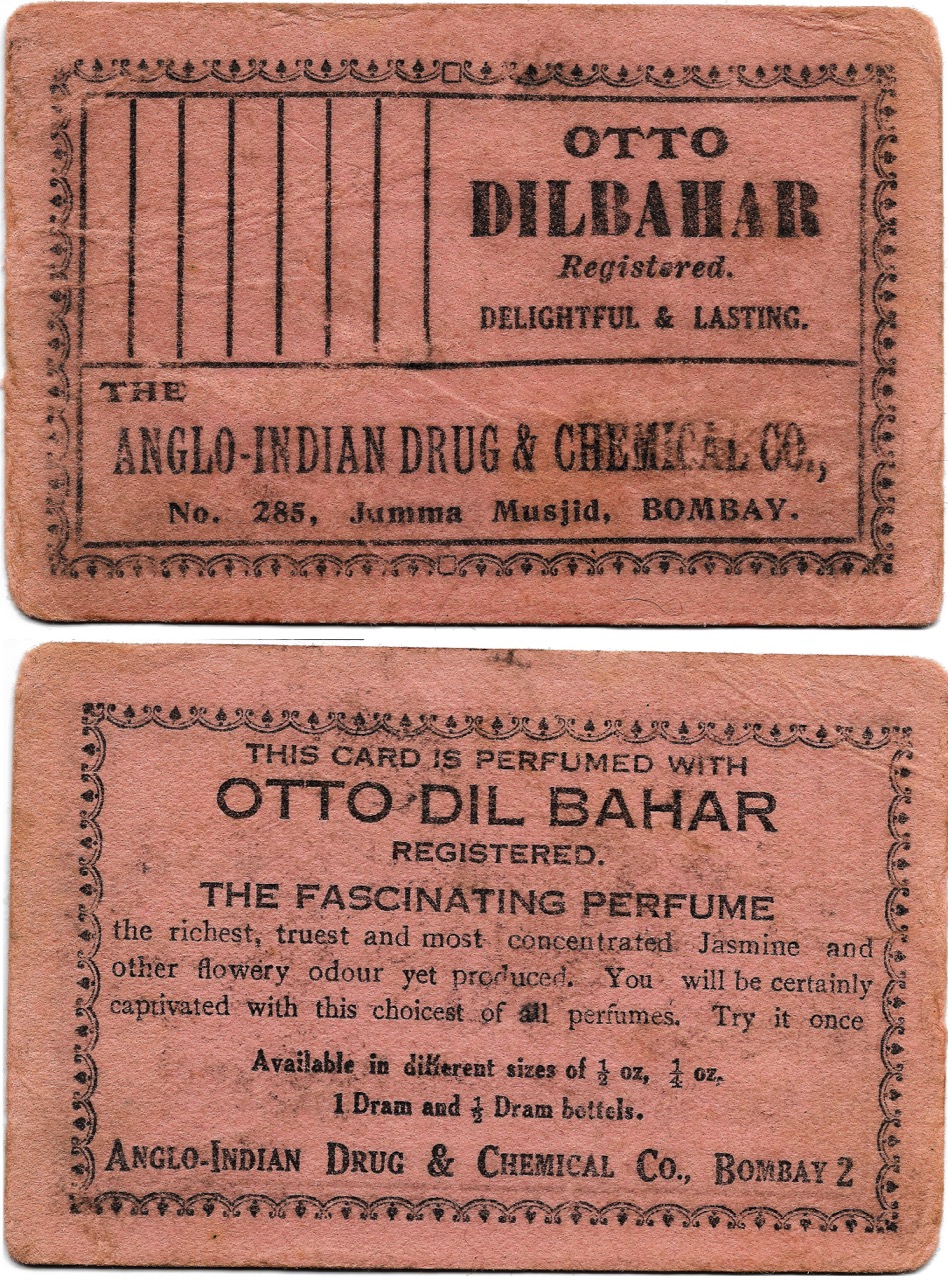 OTTO
DILBAHAR
Registered.
DELIGHTFUL & LASTING.
THE
ANGLO-INDIAN DRUG & CHEMICAL CO.,
No. 285, Jumma Musjid, BOMBAY.
THIS CARD IS PERFUMED WITH
OTTO DIL BAHAR
REGISTERED.
THE FASCINATING PERFUME
the richest, truest and most concentrated Jasmine and
other flowery odour yet produced. You will be certainly
captivated with this choicest of all perfumes. Try it once
Available in different sizes of ½ oz, ¼ oz,
1 Dram and ½ Dram bottels.
ANGLO-INDIAN DRUG & CHEMICAL CO., BOMBAY 2